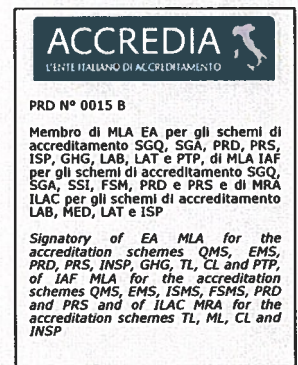 ACCREDIA
L'ENTE ITALIANO DI ACCREDITAMENTO
PRD N° 0015 B
Membro di MLA EA per gli schemi di
accreditamento SGQ, SGA, PRD, PRS,
ISP, GHG, LAB, LAT e PTP, di MLA IAF
per gli schemi di accreditamento SGQ,
SGA, SSI, FSM, PRD e PRS e di MRA
ILAC per gli schemi di accreditamento
LAB, MED, LAT e ISP
Signatory of EA MLA for the
accreditation schemes QMS, EMS,
PRD, PRS, INSP, GHG, TL, CL and PTP,
of IAF MLA for the accreditation
schemes QMS, EMS, ISMS, FSMS, PRD
and PRS and of ILAC MRA for the
accreditation schemes TL, ML, CL and
INSP